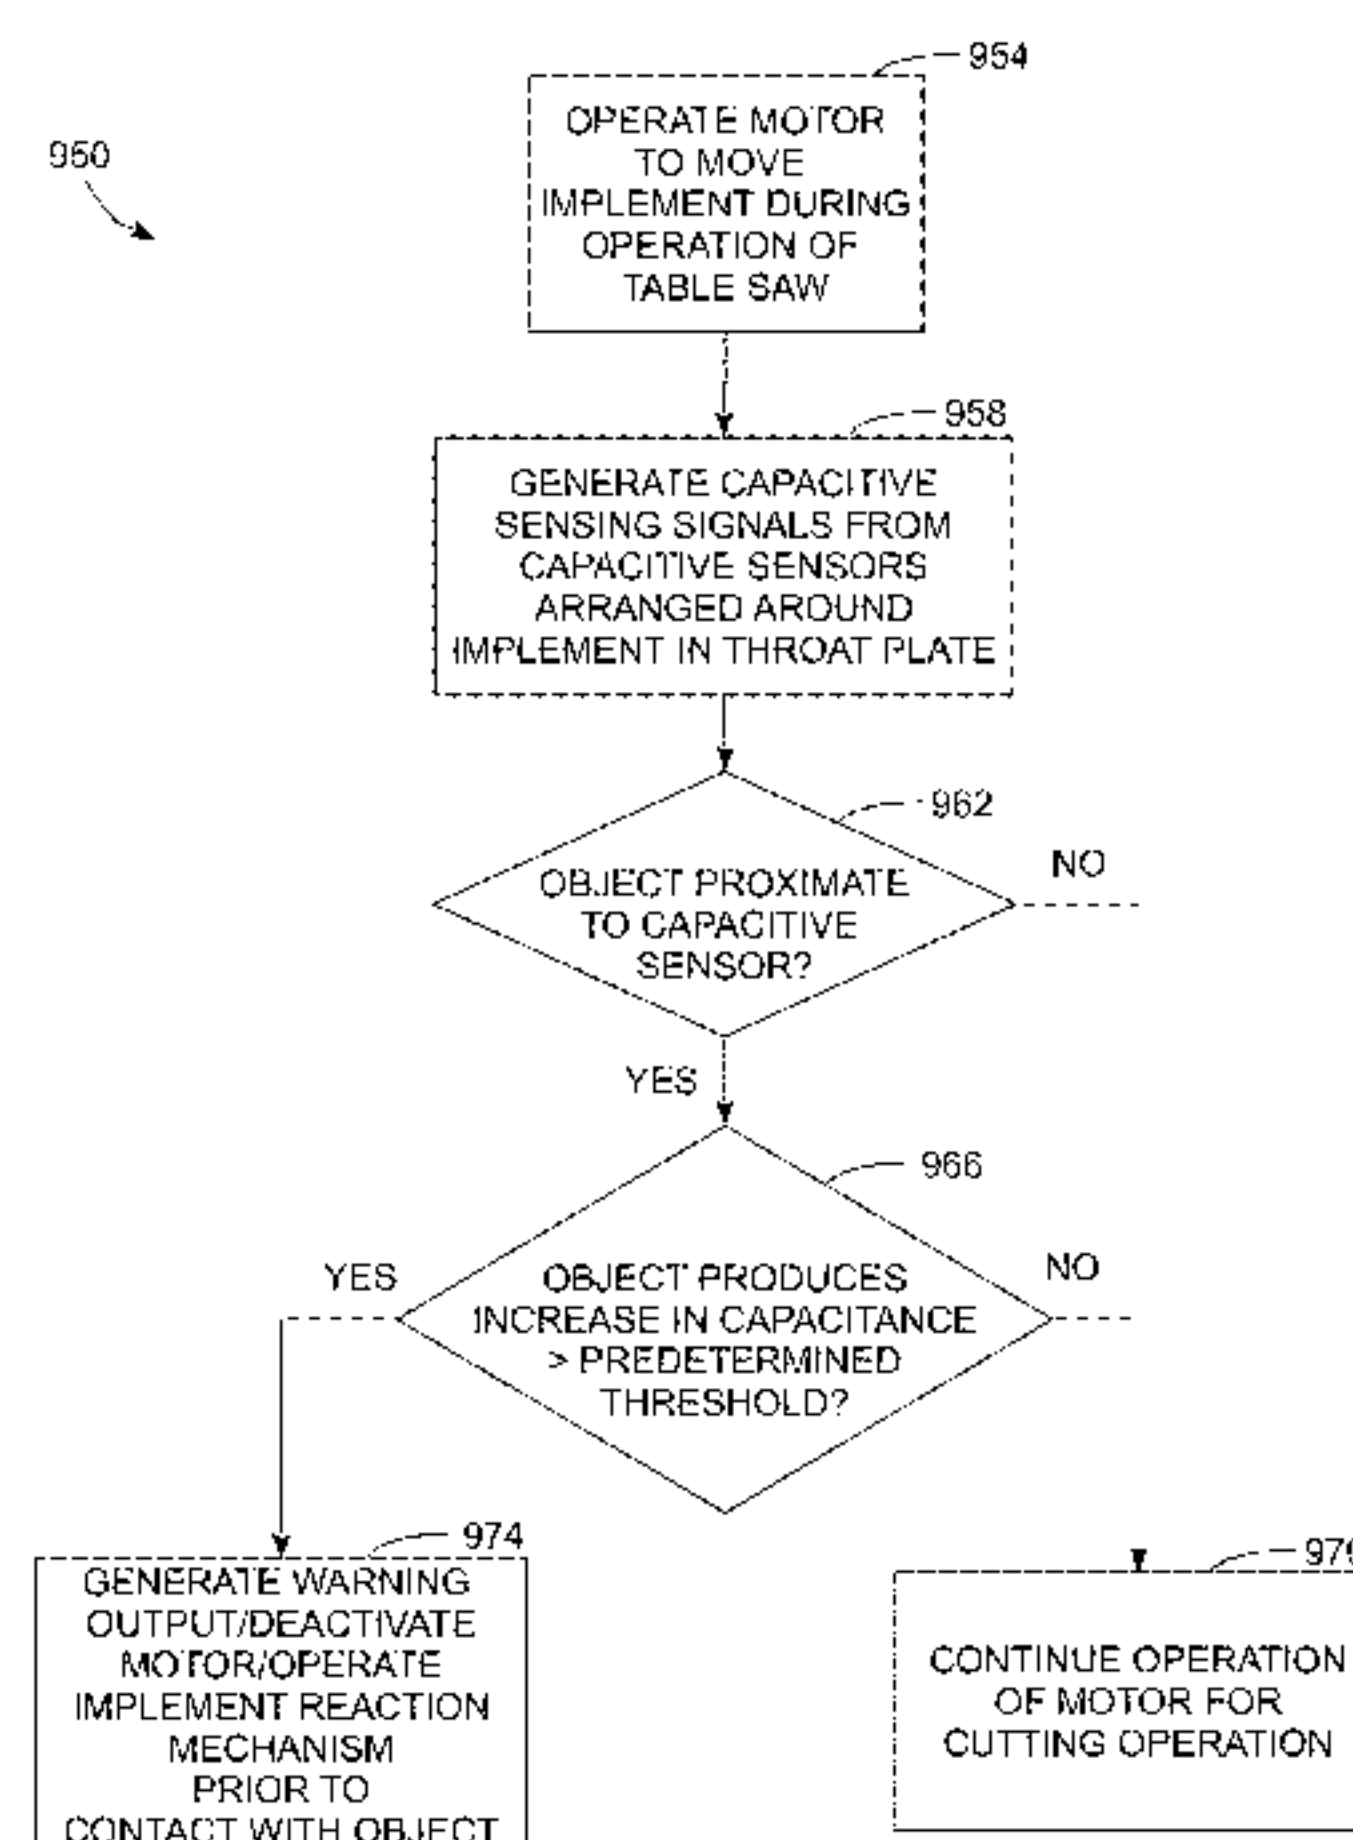 954
950
OPERATE MOTOR
TO MOVE
IMPLEMENT DURING
OPERATION OF
TABLE SAW
958
GENERATE CAPACITIVE
SENSING SIGNALS FROM
CAPACITIVE SENSORS
ARRANGED AROUND
IMPLEMENT IN THROAT PLATE
962
NO
OBJECT PROXIMATE
TO CAPACITIVE
SENSOR?
YES
966
YES
NO
OBJECT PRODUCES
INCREASE IN CAPACITANCE
> PREDETERMINED
THRESHOLD?
974
GENERATE WARNING
OUTPUT/DEACTIVATE
MOTOR/OPERATE
IMPLEMENT REACTION
MECHANISM
PRIOR TO
CONTACT WITH OBJECT
CONTINUE OPERATION
OF MOTOR FOR
CUTTING OPERATION